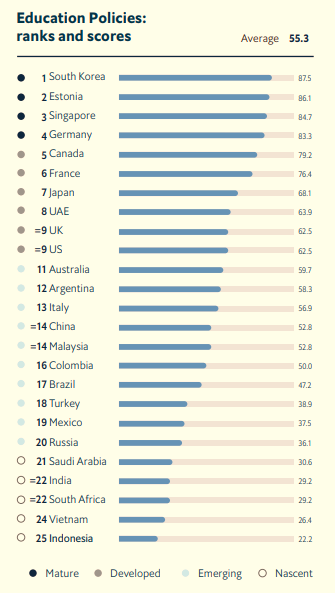 Education Policies:
ranks and scores
Average 55.3
1 South Korea 87.5
2 Estonia 86.1
3 Singapore 84.7
4 Germany 83.3
5 Canada 79.2
6 France 76.4
7 Japan 68.1
8 UAE 63.9
=9 UK 62.5
=9 US 62.5
11 Australia 59.7
12 Argentina 58.3
13 Italy 56.9
=14 China 52.8
=14 Malaysia 52.8
16 Colombia 50.0
17 Brazil 47.2
18 Turkey 38.9
19 Mexico 37.5
20 Russia 36.1
21 Saudi Arabia 30.6
=22 India 29.2
=22 South Africa 29.2
24 Vietnam 26.4
25 Indonesia 22.2
Mature Developed Emerging Nascent